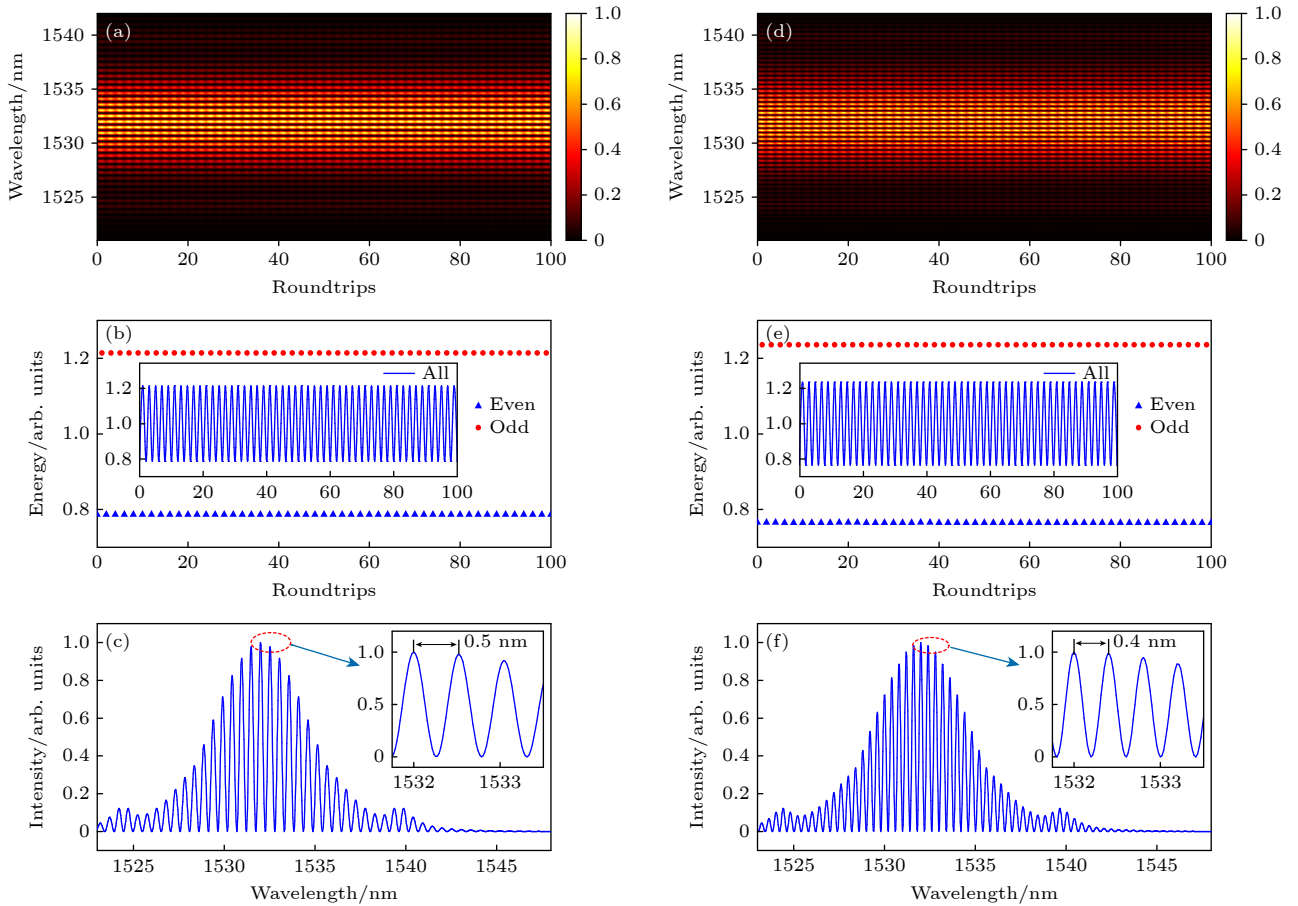 (a)
Wavelength/nm
1540
1535
1530
1525
0 20 40 60 80 100
Roundtrips
1.0
0.8
0.6
0.4
0.2
0
(d)
Wavelength/nm
1540
1535
1530
1525
0 20 40 60 80 100
Roundtrips
1.0
0.8
0.6
0.4
0.2
0
(b)
Energy/arb. units
1.2
1.0
0.8
0 20 40 60 80 100
Roundtrips
All
1.2
1.0
0.8
0 20 40 60 80 100
Even
Odd
(e)
Energy/arb. units
1.2
1.0
0.8
0 20 40 60 80 100
Roundtrips
All
1.2
1.0
0.8
0 20 40 60 80 100
Even
Odd
(c)
Intensity/arb. units
1.0
0.8
0.6
0.4
0.2
0
1525 1530 1535 1540 1545
Wavelength/nm
0.5 nm
1.0
0.5
0
1532 1533
(f)
Intensity/arb. units
1.0
0.8
0.6
0.4
0.2
0
1525 1530 1535 1540 1545
Wavelength/nm
0.4 nm
1.0
0.5
0
1532 1533